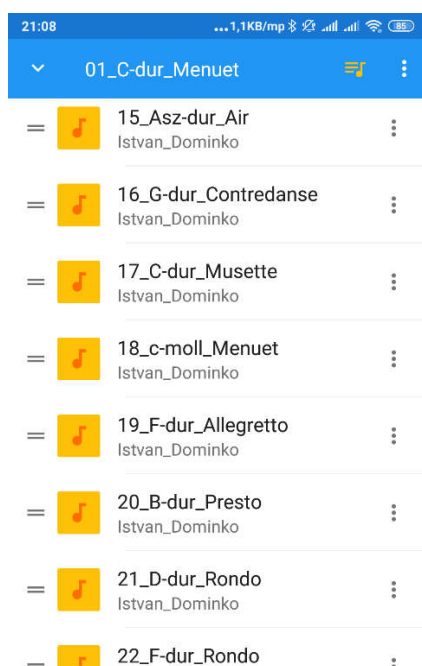 21:08 ...1,1KB/mp 85
01_C-dur_Menuet
15_Asz-dur_Air
Istvan_Dominko
16_G-dur_Contredanse
Istvan_Dominko
17_C-dur_Musette
Istvan_Dominko
18_c-moll_Menuet
Istvan_Dominko
19_F-dur_Allegretto
Istvan_Dominko
20_B-dur_Presto
Istvan_Dominko
21_D-dur_Rondo
Istvan_Dominko
22_F-dur_Rondo